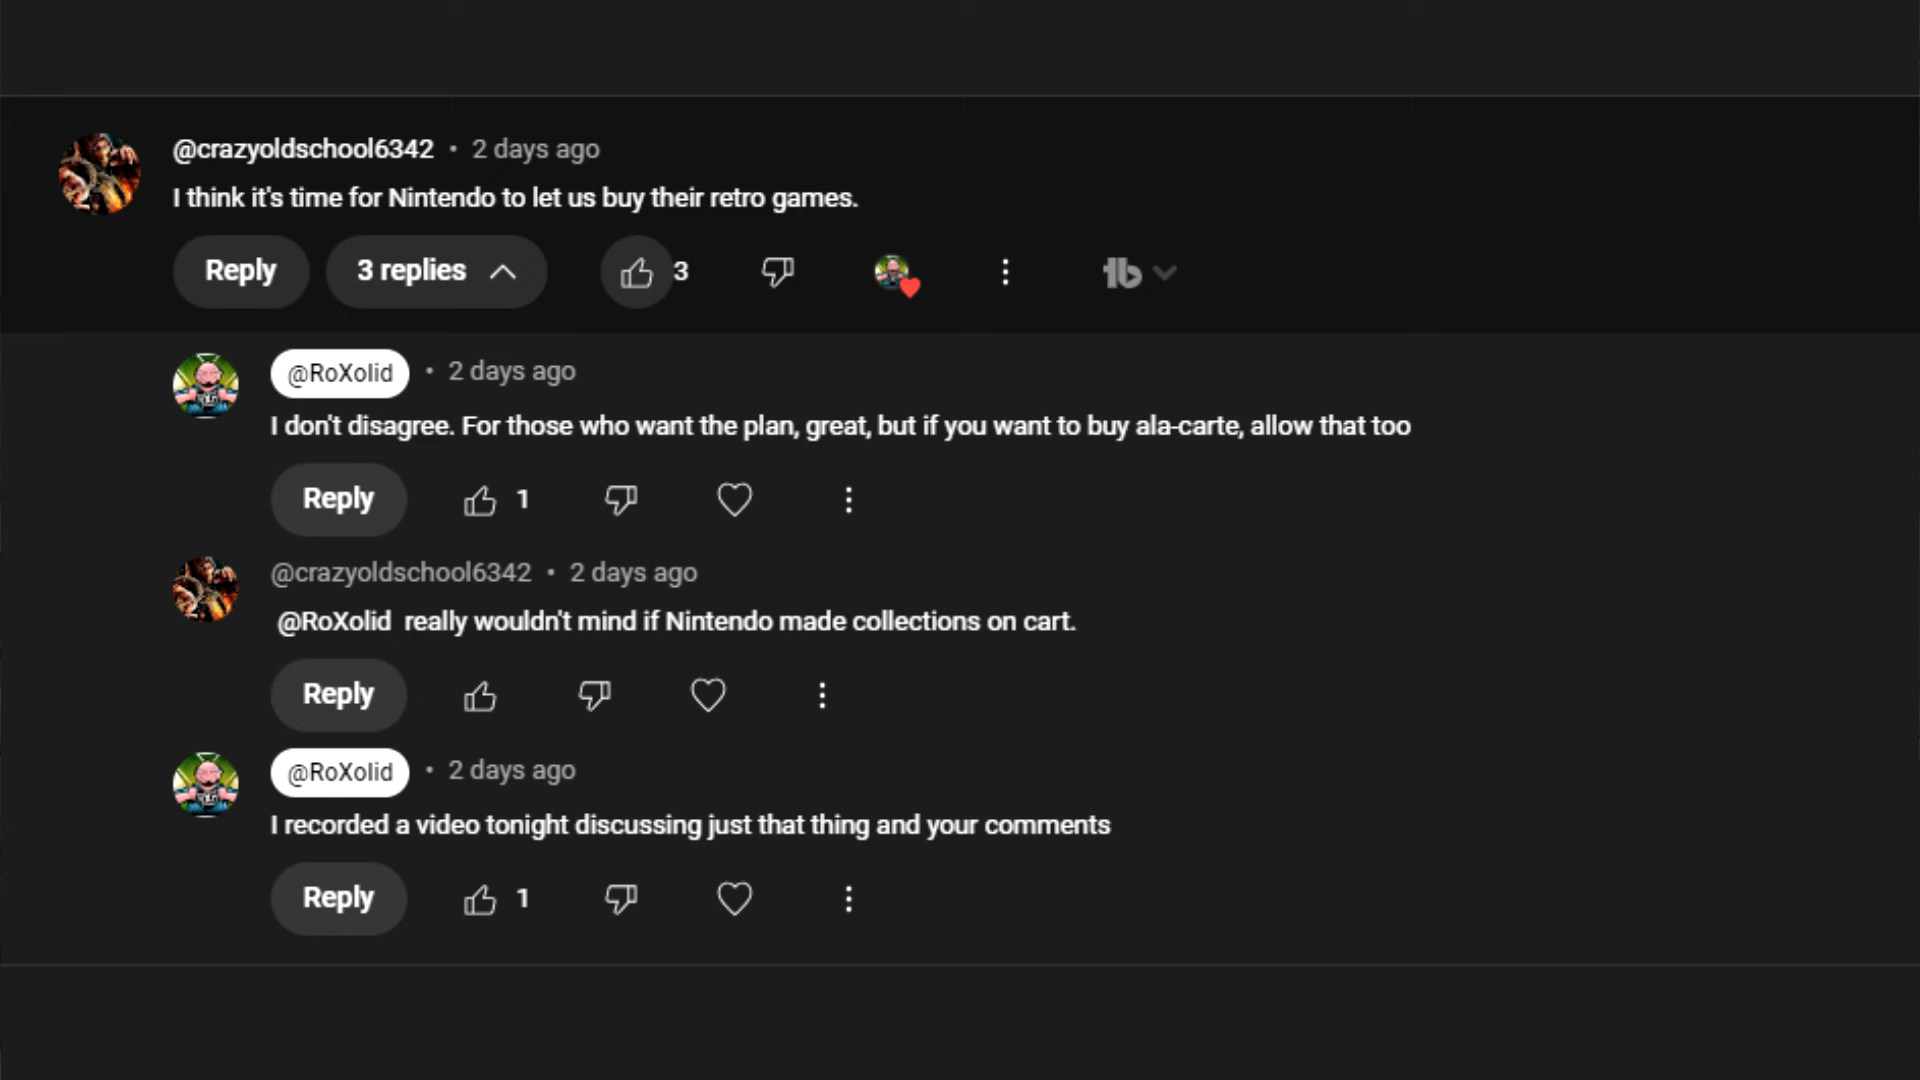 @crazyoldschool6342 • 2 days ago
I think it's time for Nintendo to let us buy their retro games.
Reply 3 replies 3 tb
@RoXolid • 2 days ago
I don't disagree. For those who want the plan, great, but if you want to buy ala-carte, allow that too
Reply 1
@crazyoldschool6342 • 2 days ago
@RoXolid really wouldn't mind if Nintendo made collections on cart.
Reply
@RoXolid • 2 days ago
I recorded a video tonight discussing just that thing and your comments
Reply 1